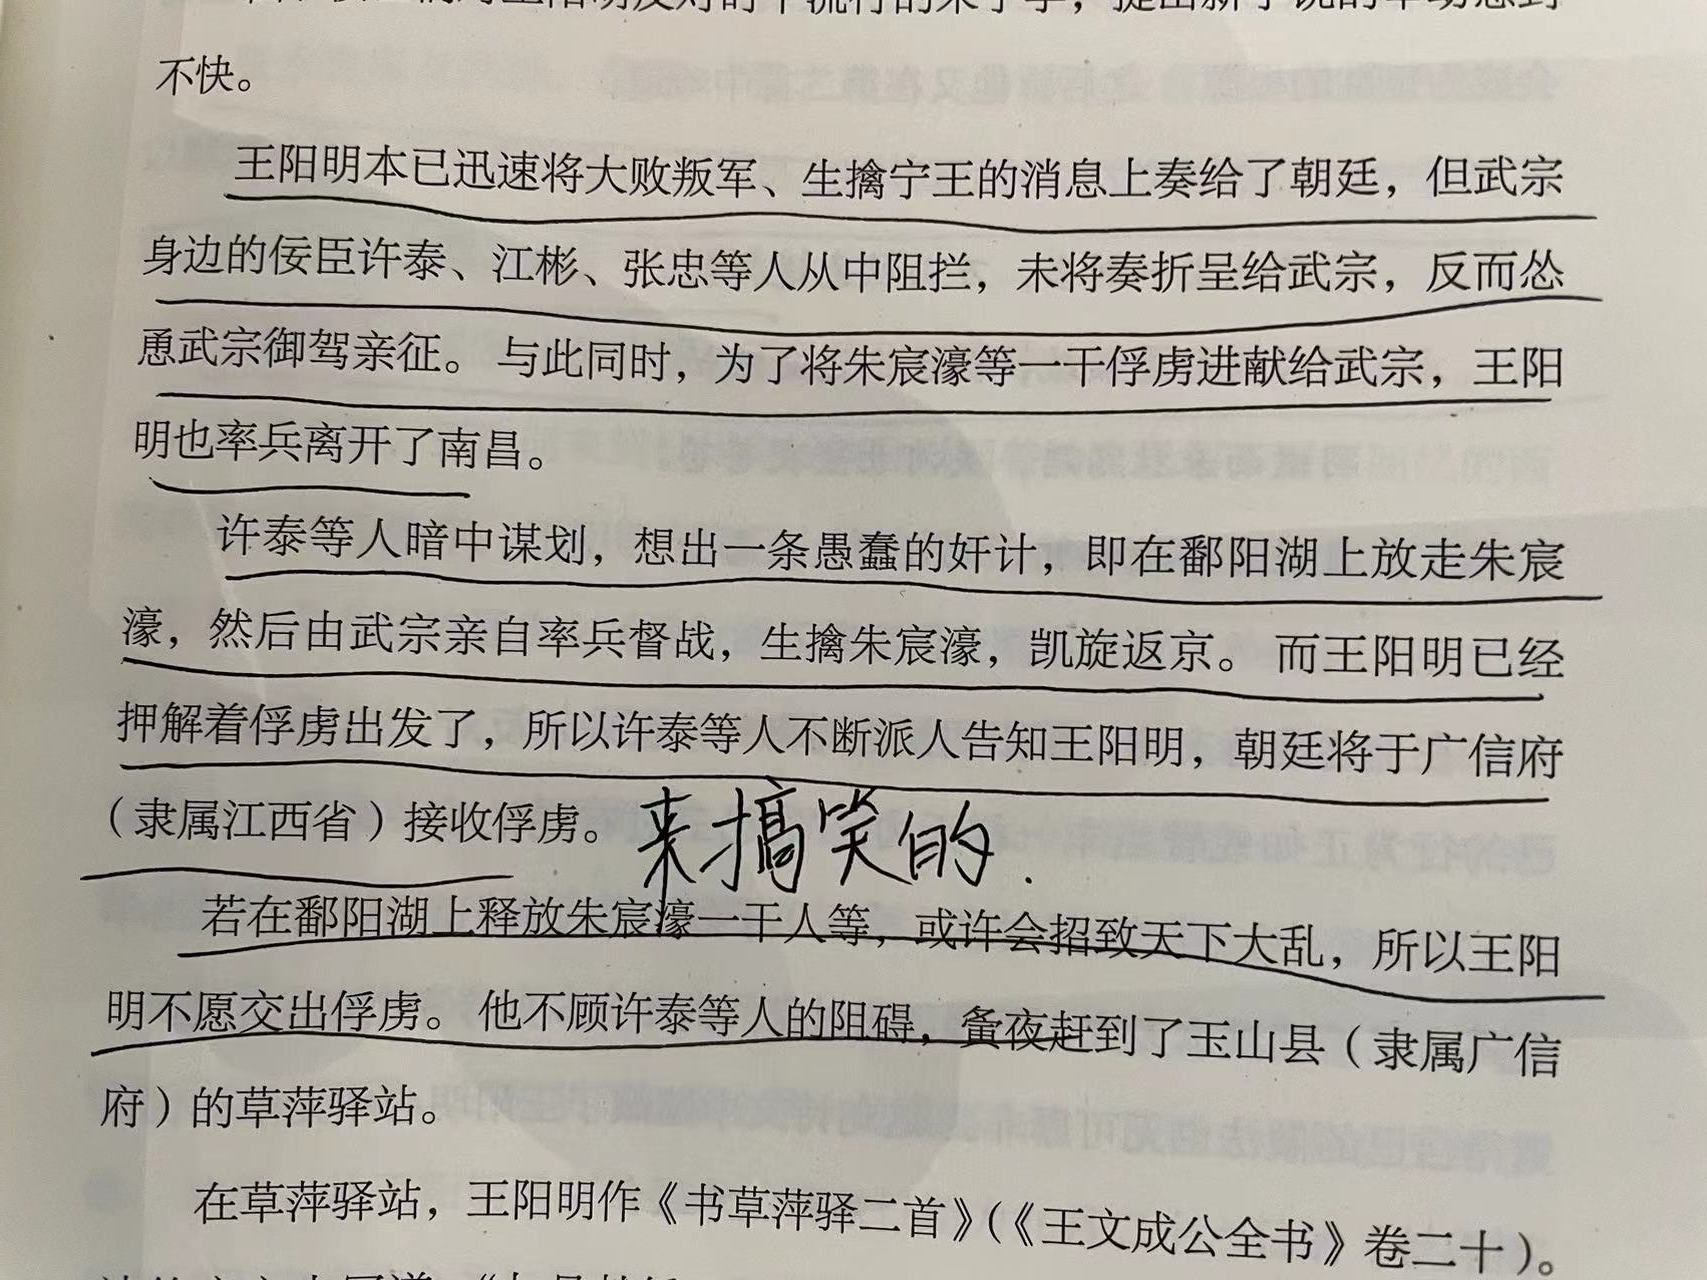 不快。
王阳明本已迅速将大败叛军、生擒宁王的消息上奏给了朝廷，但武宗
身边的佞臣许泰、江彬、张忠等人从中阻拦，未将奏折呈给武宗，反而怂
恿武宗御驾亲征。与此同时，为了将朱宸濠等一干俘虏进献给武宗，王阳
明也率兵离开了南昌。
许泰等人暗中谋划，想出一条愚蠢的奸计，即在鄱阳湖上放走朱宸
濠，然后由武宗亲自率兵督战，生擒朱宸濠，凯旋返京。而王阳明已经
押解着俘虏出发了，所以许泰等人不断派人告知王阳明，朝廷将于广信府
（隶属江西省）接收俘虏。
来搞笑的.
若在鄱阳湖上释放朱宸濠一干人等，或许会招致天下大乱，所以王阳
明不愿交出俘虏。他不顾许泰等人的阻碍，夤夜赶到了玉山县（隶属广信
府）的草萍驿站。
在草萍驿站，王阳明作《书草萍驿二首》（《王文成公全书》卷二十）。